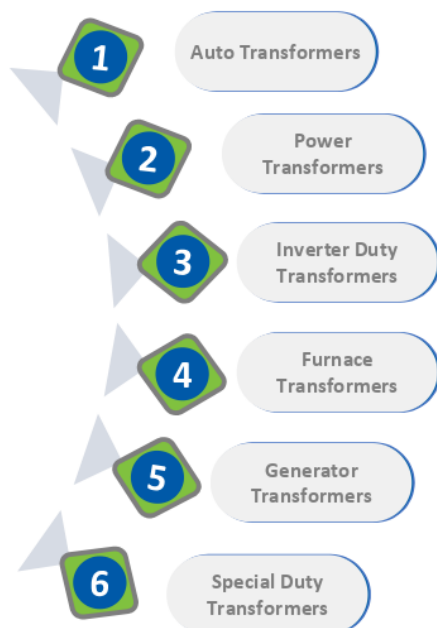 1
Auto Transformers
2
Power
Transformers
3
Inverter Duty
Transformers
4
Furnace
Transformers
5
Generator
Transformers
6
Special Duty
Transformers